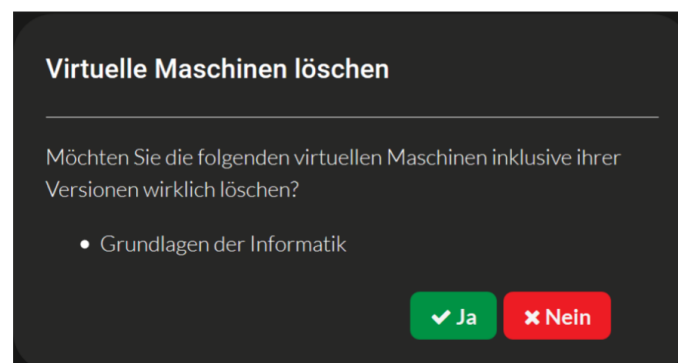 Virtuelle Maschinen löschen
Möchten Sie die folgenden virtuellen Maschinen inklusive ihrer
Versionen wirklich löschen?
• Grundlagen der Informatik
✔ Ja ✖ Nein